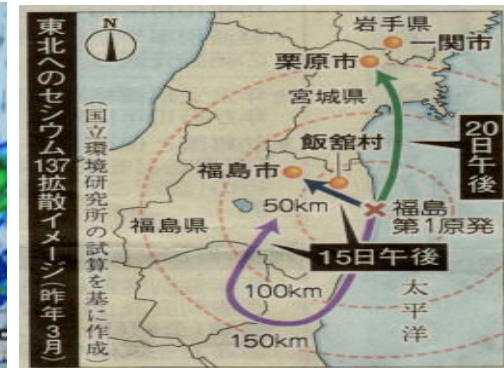 東北へのセシウム137拡散イメージ(昨年3月)
(国立環境研究所の試算を基に作成)
N
岩手県
一関市
栗原市
宮城県
20日午後
飯舘村
福島市
50km
福島
第1原発
福島県
15日午後
100km
太平洋
150km